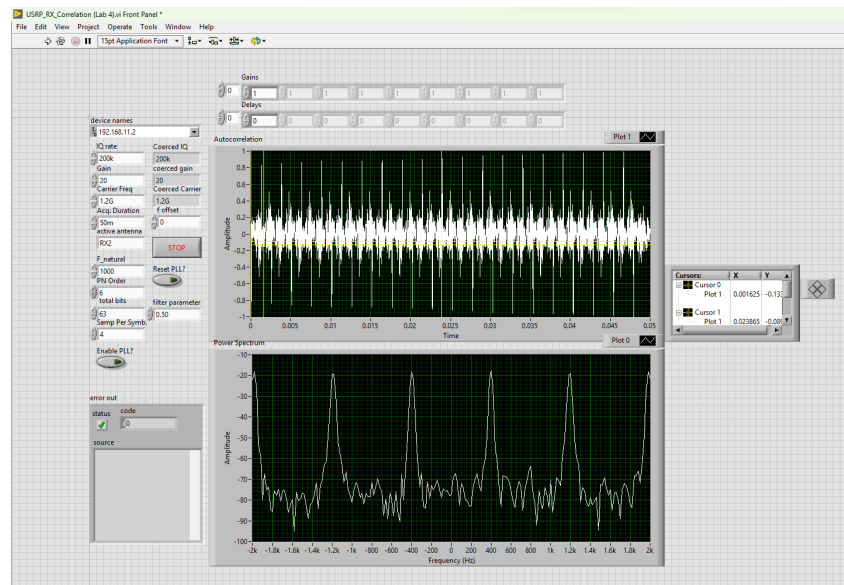 USRP_RX_Correlation (Lab 4).vi Front Panel *
File Edit View Project Operate Tools Window Help
15pt Application Font
Gains
0 1 1 1 1 1 1 1 1 1
Delays
0 0 0 0 0 0 0 0 0 0
device names
192.168.11.2
IQ rate Coerced IQ
200k 200k
Gain coerced gain
20 20
Carrier Freq Coerced Carrier
1.2G 1.2G
Acq. Duration f offset
50m 0
active antenna
RX2 STOP
F_natural
1000 Reset PLL?
PN Order
6
total bits filter parameter
63 0.50
Samp Per Symb.
4
Enable PLL?
error out
status code
0
source
Autocorrelation Plot 1
Amplitude
1-
0.8-
0.6-
0.4-
0.2-
0-
-0.2-
-0.4-
-0.6-
-0.8-
-1-
0 0.005 0.01 0.015 0.02 0.025 0.03 0.035 0.04 0.045 0.05
Time
Power Spectrum Plot 0
Amplitude
-10-
-20-
-30-
-40-
-50-
-60-
-70-
-80-
-90-
-100-
-2k -1.8k -1.6k -1.4k -1.2k -1k -800 -600 -400 -200 0 200 400 600 800 1k 1.2k 1.4k 1.6k 1.8k 2k
Frequency (Hz)
Cursors: X Y
Cursor 0
Plot 1 0.001625 -0.133
Cursor 1
Plot 1 0.023865 -0.089